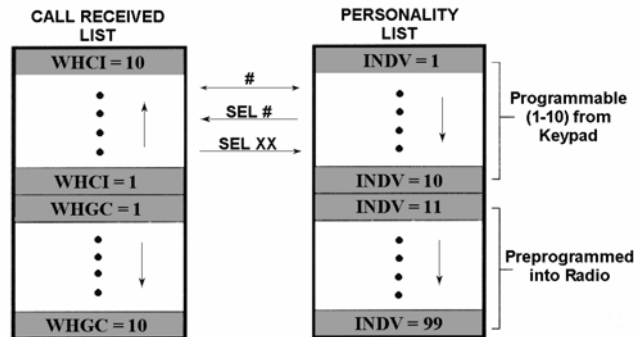 CALL RECEIVED
LIST
WHCI = 10
WHCI = 1
WHGC = 1
WHGC = 10
#
SEL #
SEL XX
PERSONALITY
LIST
INDV = 1
INDV = 10
INDV = 11
INDV = 99
Programmable
(1-10) from
Keypad
Preprogrammed
into Radio